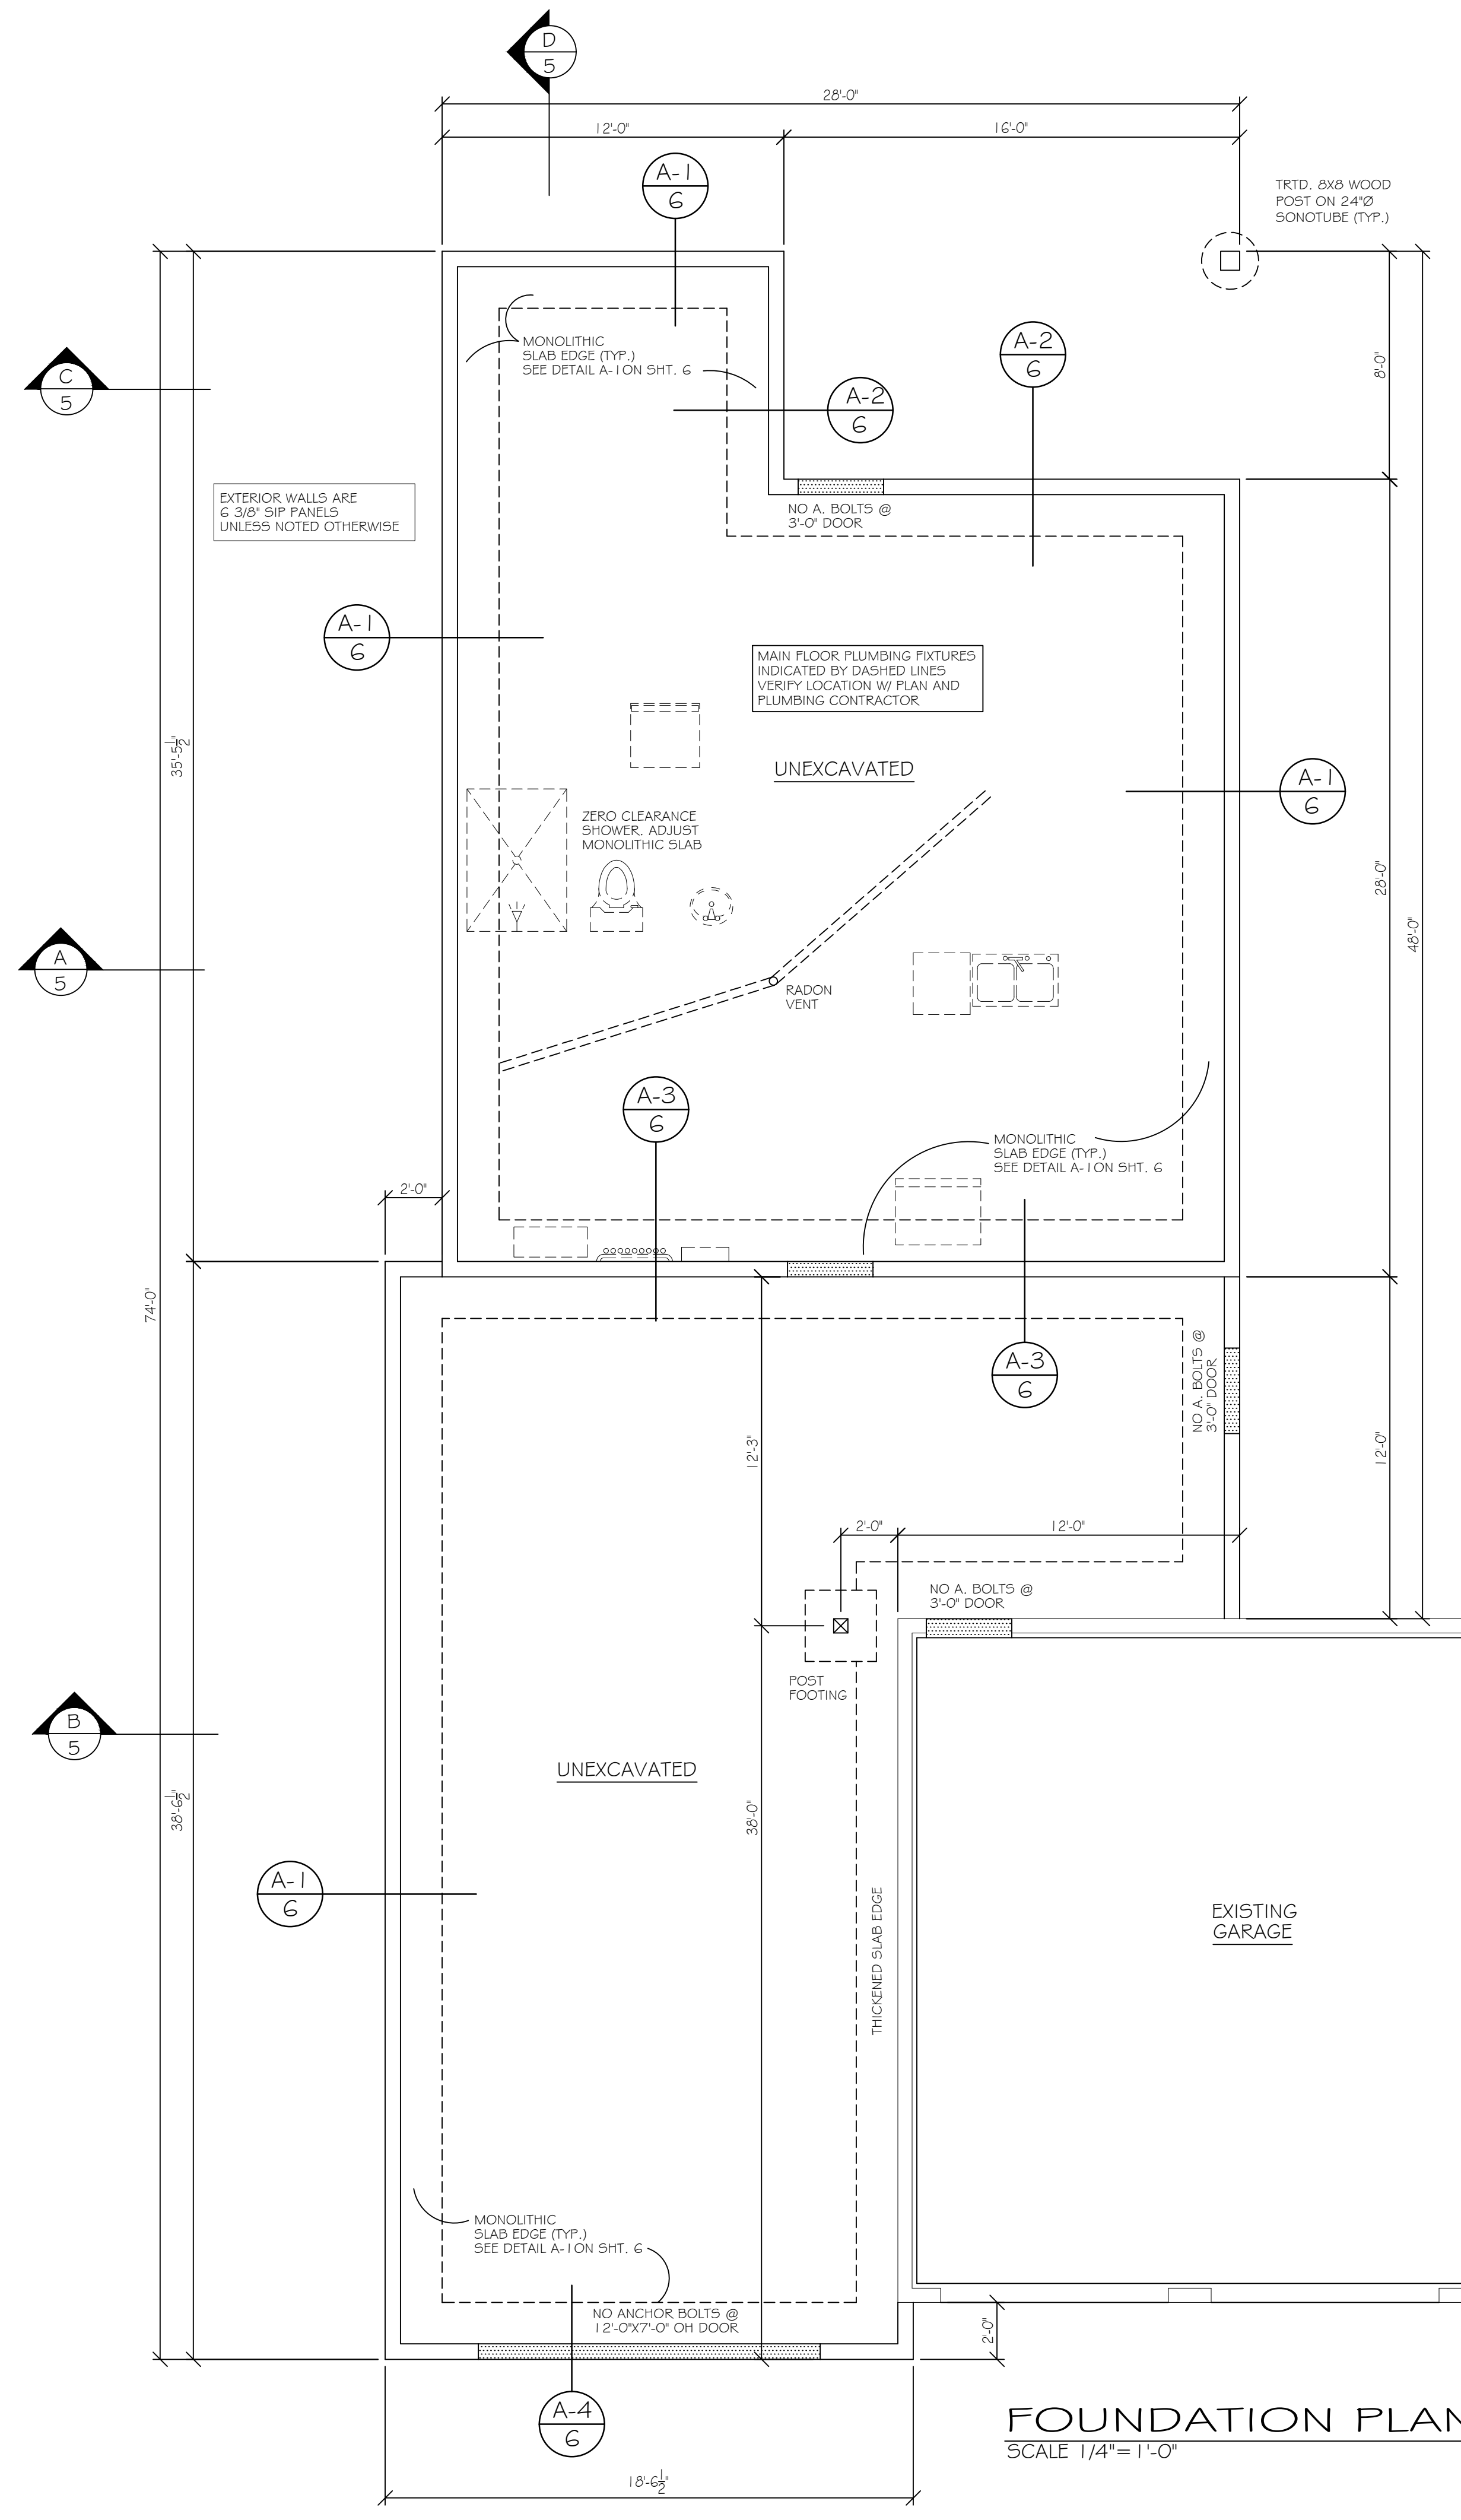 D
5
28'-0"
12'-0"
16'-0"
A-1
6
TRTD. 8X8 WOOD
POST ON 24"Ø
SONOTUBE (TYP.)
MONOLITHIC
SLAB EDGE (TYP.)
SEE DETAIL A-1 ON SHT. 6
A-2
6
A-2
6
8'-0"
C
5
EXTERIOR WALLS ARE
6 3/8" SIP PANELS
UNLESS NOTED OTHERWISE
NO A. BOLTS @
3'-0" DOOR
A-1
6
MAIN FLOOR PLUMBING FIXTURES
INDICATED BY DASHED LINES
VERIFY LOCATION W/ PLAN AND
PLUMBING CONTRACTOR
35'-5 1/2"
UNEXCAVATED
A-1
6
ZERO CLEARANCE
SHOWER. ADJUST
MONOLITHIC SLAB
28'-0"
48'-0"
A
5
RADON
VENT
A-3
6
MONOLITHIC
SLAB EDGE (TYP.)
SEE DETAIL A-1 ON SHT. 6
2'-0"
74'-0"
A-3
6
NO A. BOLTS @
3'-0" DOOR
12'-3"
12'-0"
2'-0"
12'-0"
NO A. BOLTS @
3'-0" DOOR
POST
FOOTING
B
5
UNEXCAVATED
38'-6 1/2"
38'-0"
A-1
6
THICKENED SLAB EDGE
EXISTING
GARAGE
MONOLITHIC
SLAB EDGE (TYP.)
SEE DETAIL A-1 ON SHT. 6
NO ANCHOR BOLTS @
12'-0"X7'-0" OH DOOR
2'-0"
A-4
6
FOUNDATION PLAN
SCALE 1/4"=1'-0"
18'-6 1/2"